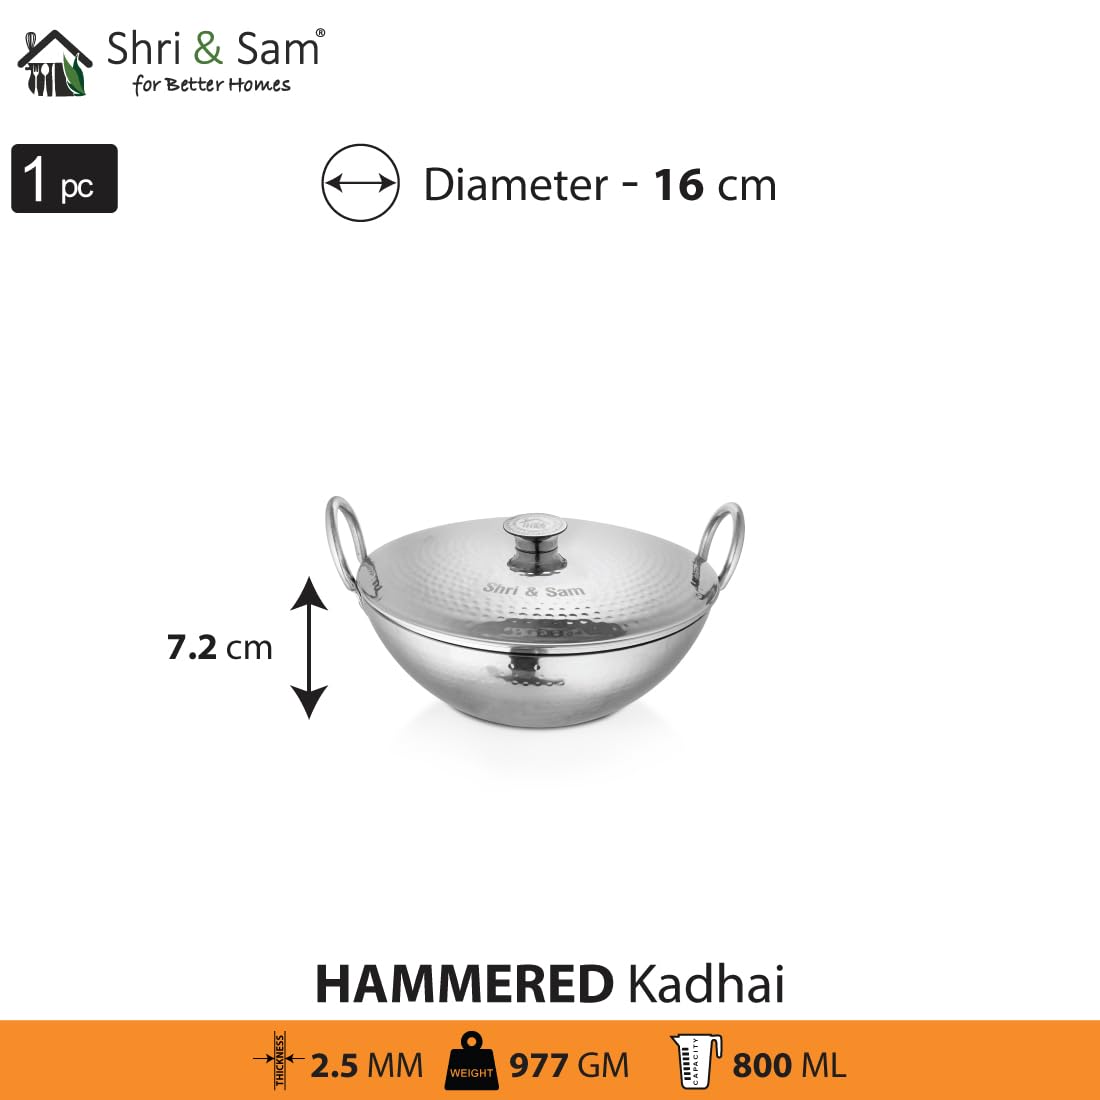 Shri & Sam®
for Better Homes
1 pc
Diameter - 16 cm
Shri & Sam
7.2 cm
HAMMERED Kadhai
THICKNESS 2.5 MM WEIGHT 977 GM CAPACITY 800 ML